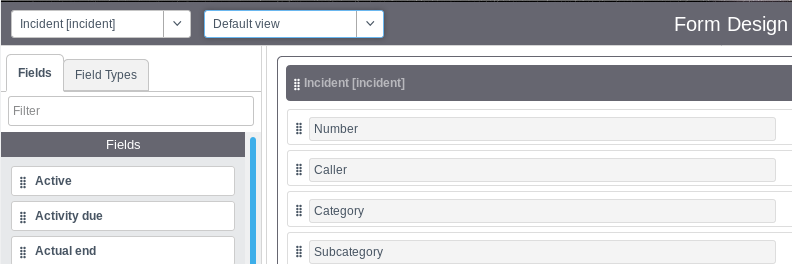 Incident [incident]
Default view
Form Design
Fields
Field Types
Filter
Fields
Active
Activity due
Actual end
Incident [incident]
Number
Caller
Category
Subcategory